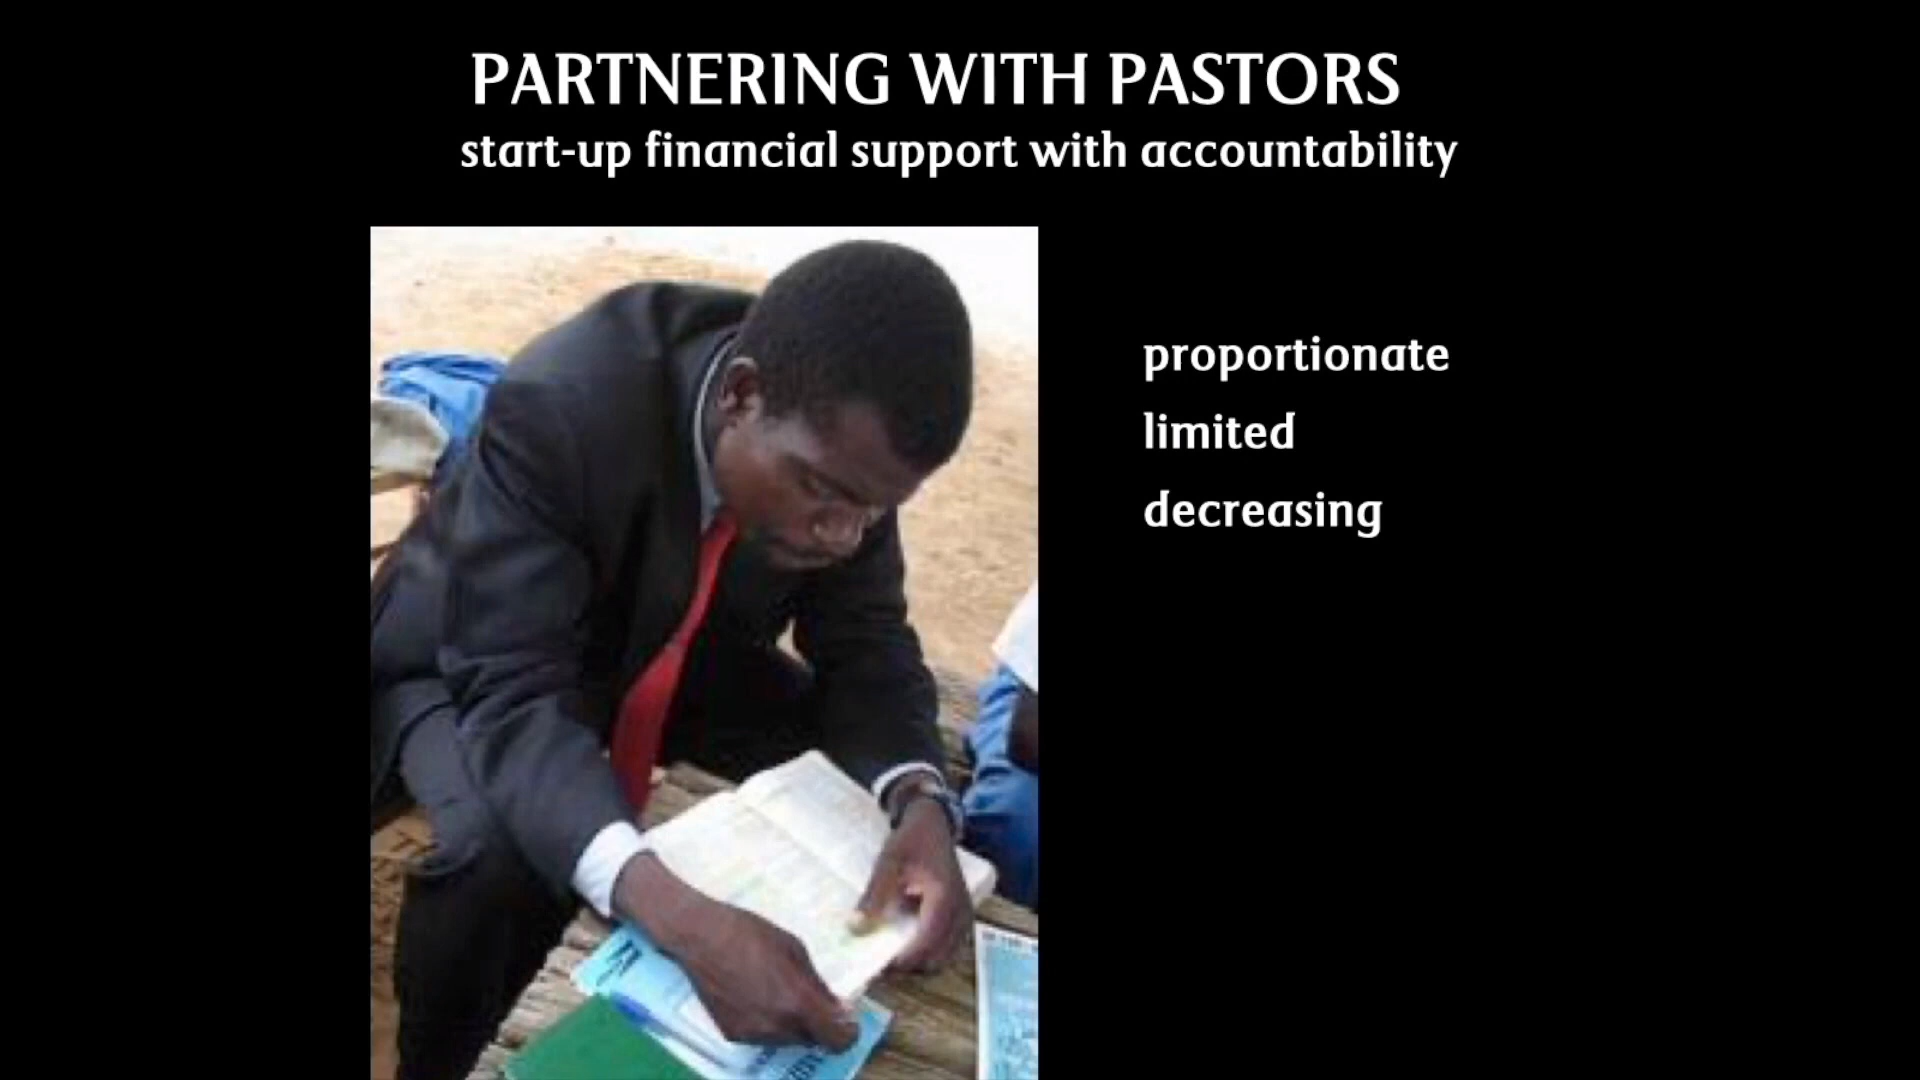 PARTNERING WITH PASTORS
start-up financial support with accountability
proportionate
limited
decreasing